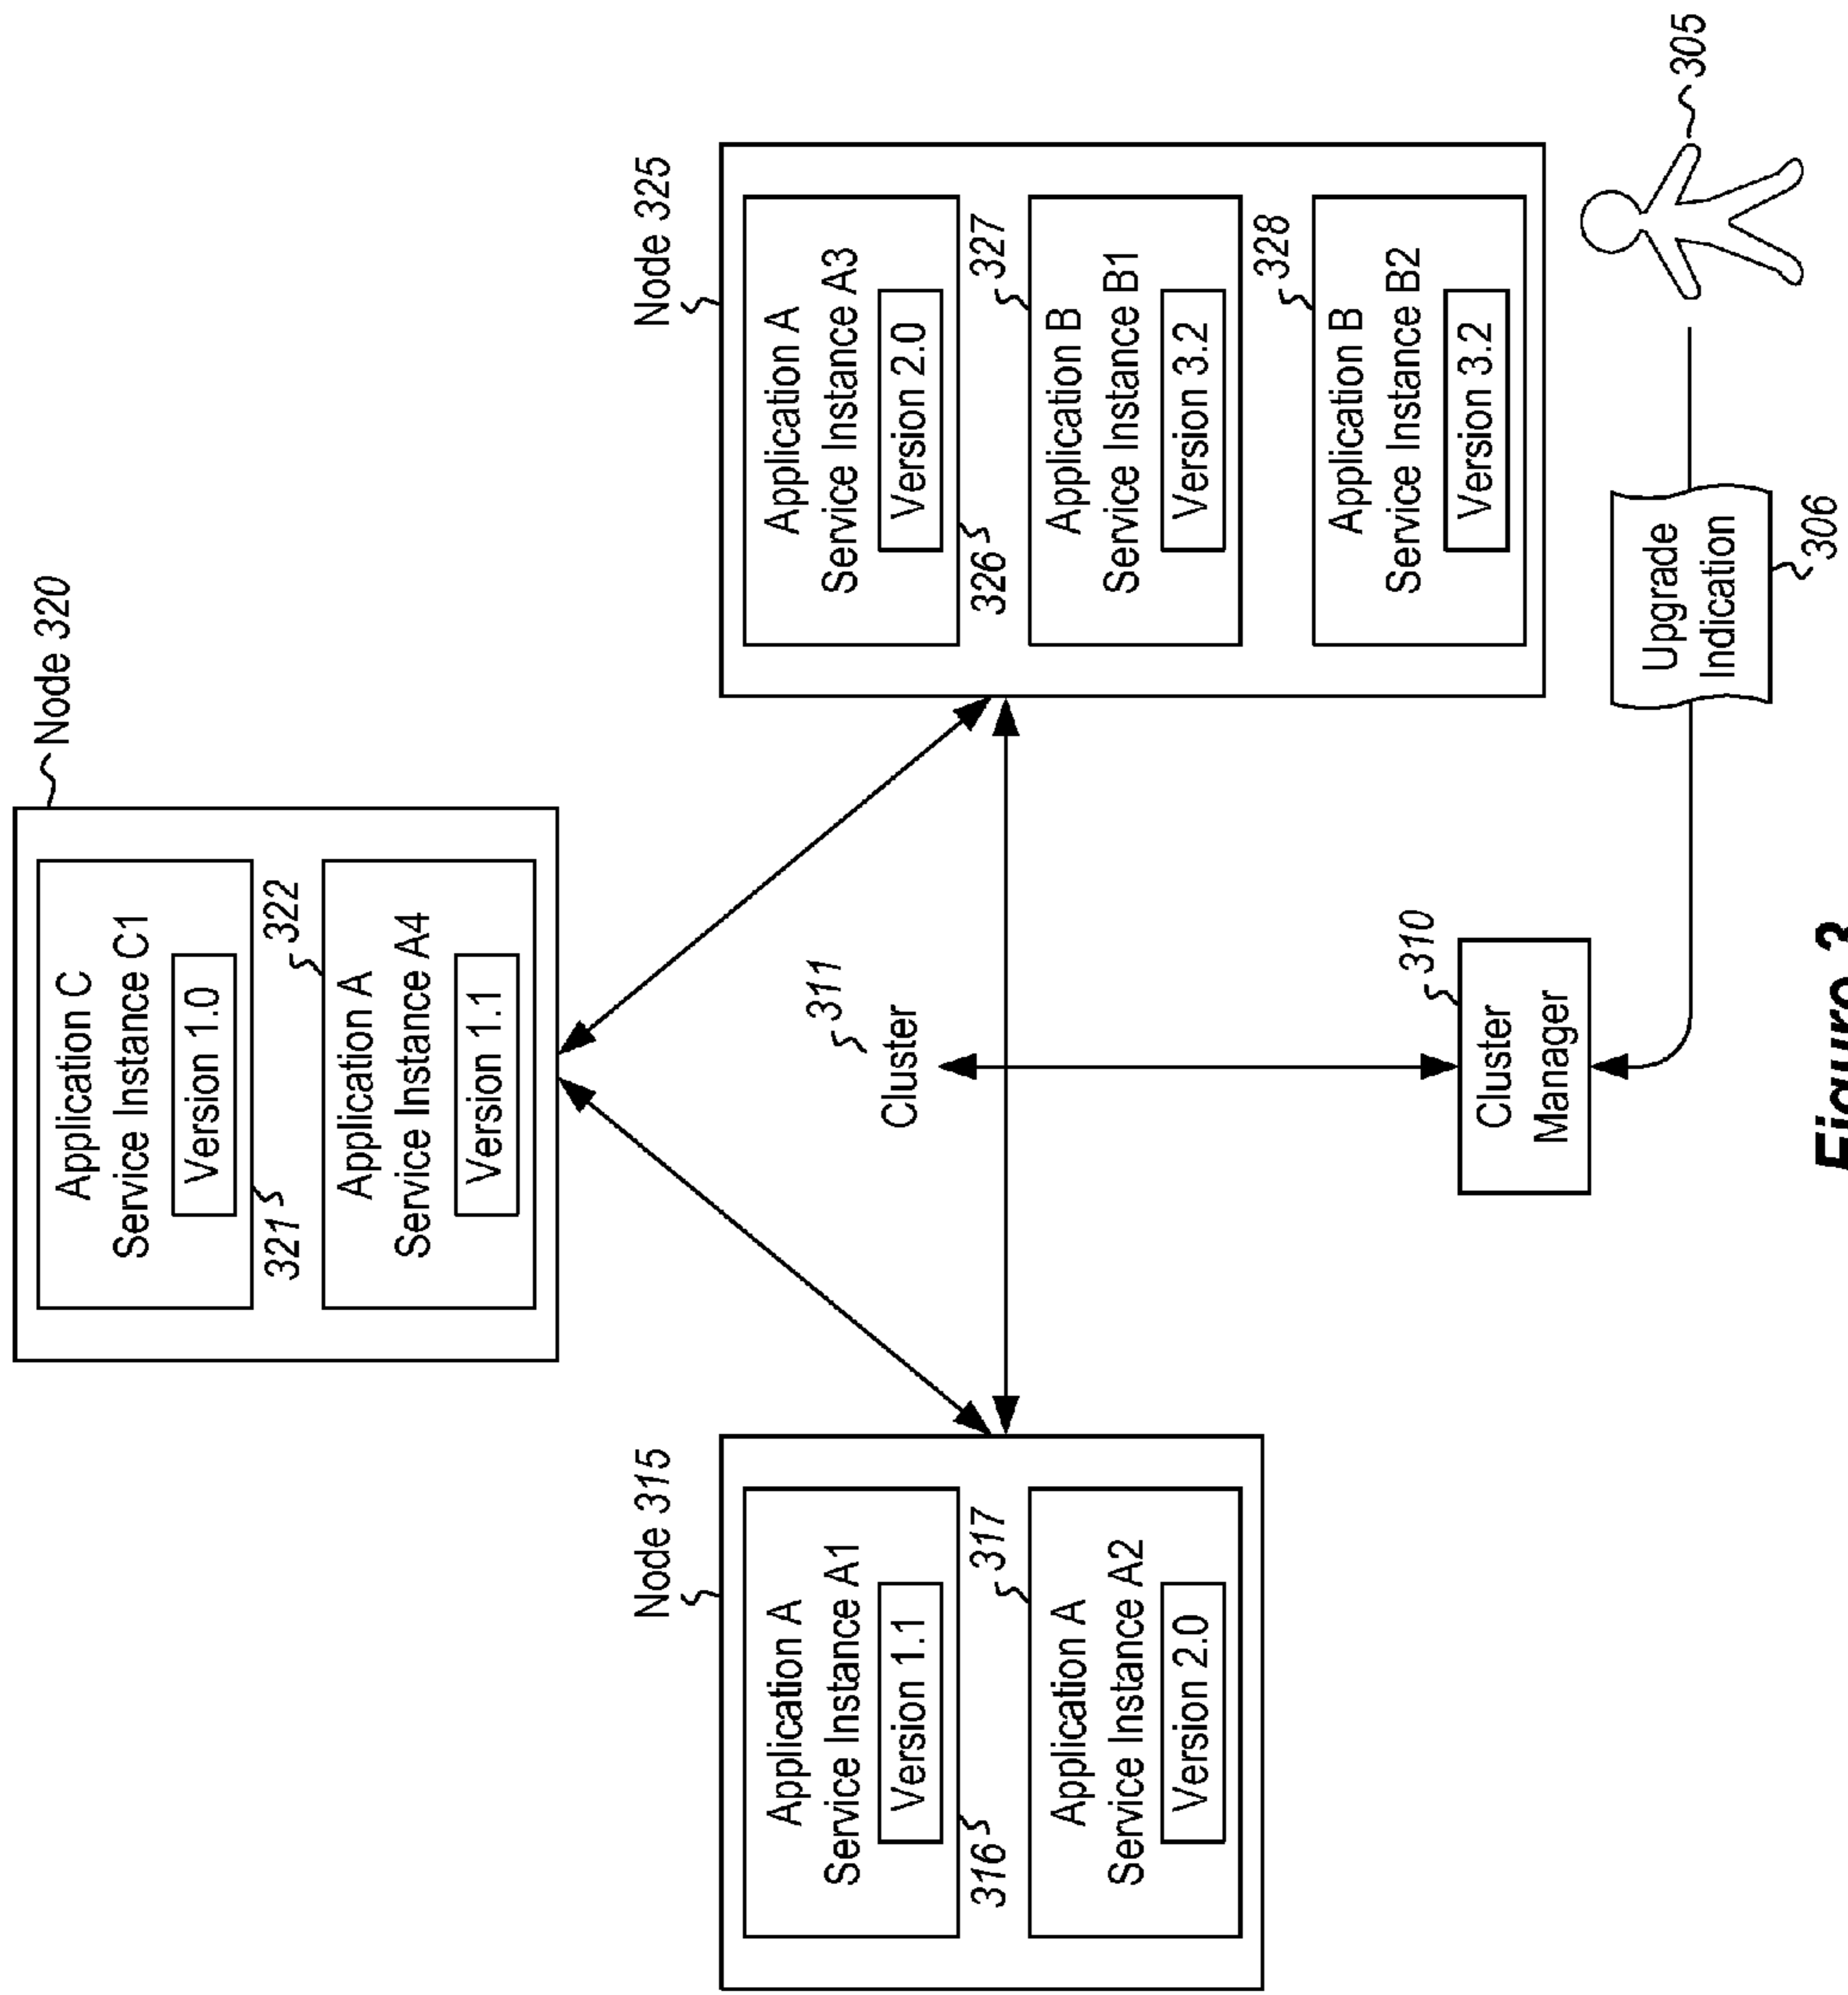 Node 320
Application C
Service Instance C1
Version 1.0
321
322
Application A
Service Instance A4
Version 1.1
Node 315
Application A
Service Instance A1
Version 1.1
316
317
Application A
Service Instance A2
Version 2.0
311
Cluster
Node 325
Application A
Service Instance A3
Version 2.0
326
327
Application B
Service Instance B1
Version 3.2
328
Application B
Service Instance B2
Version 3.2
310
Cluster
Manager
Upgrade
Indication
306
305
Figure 3